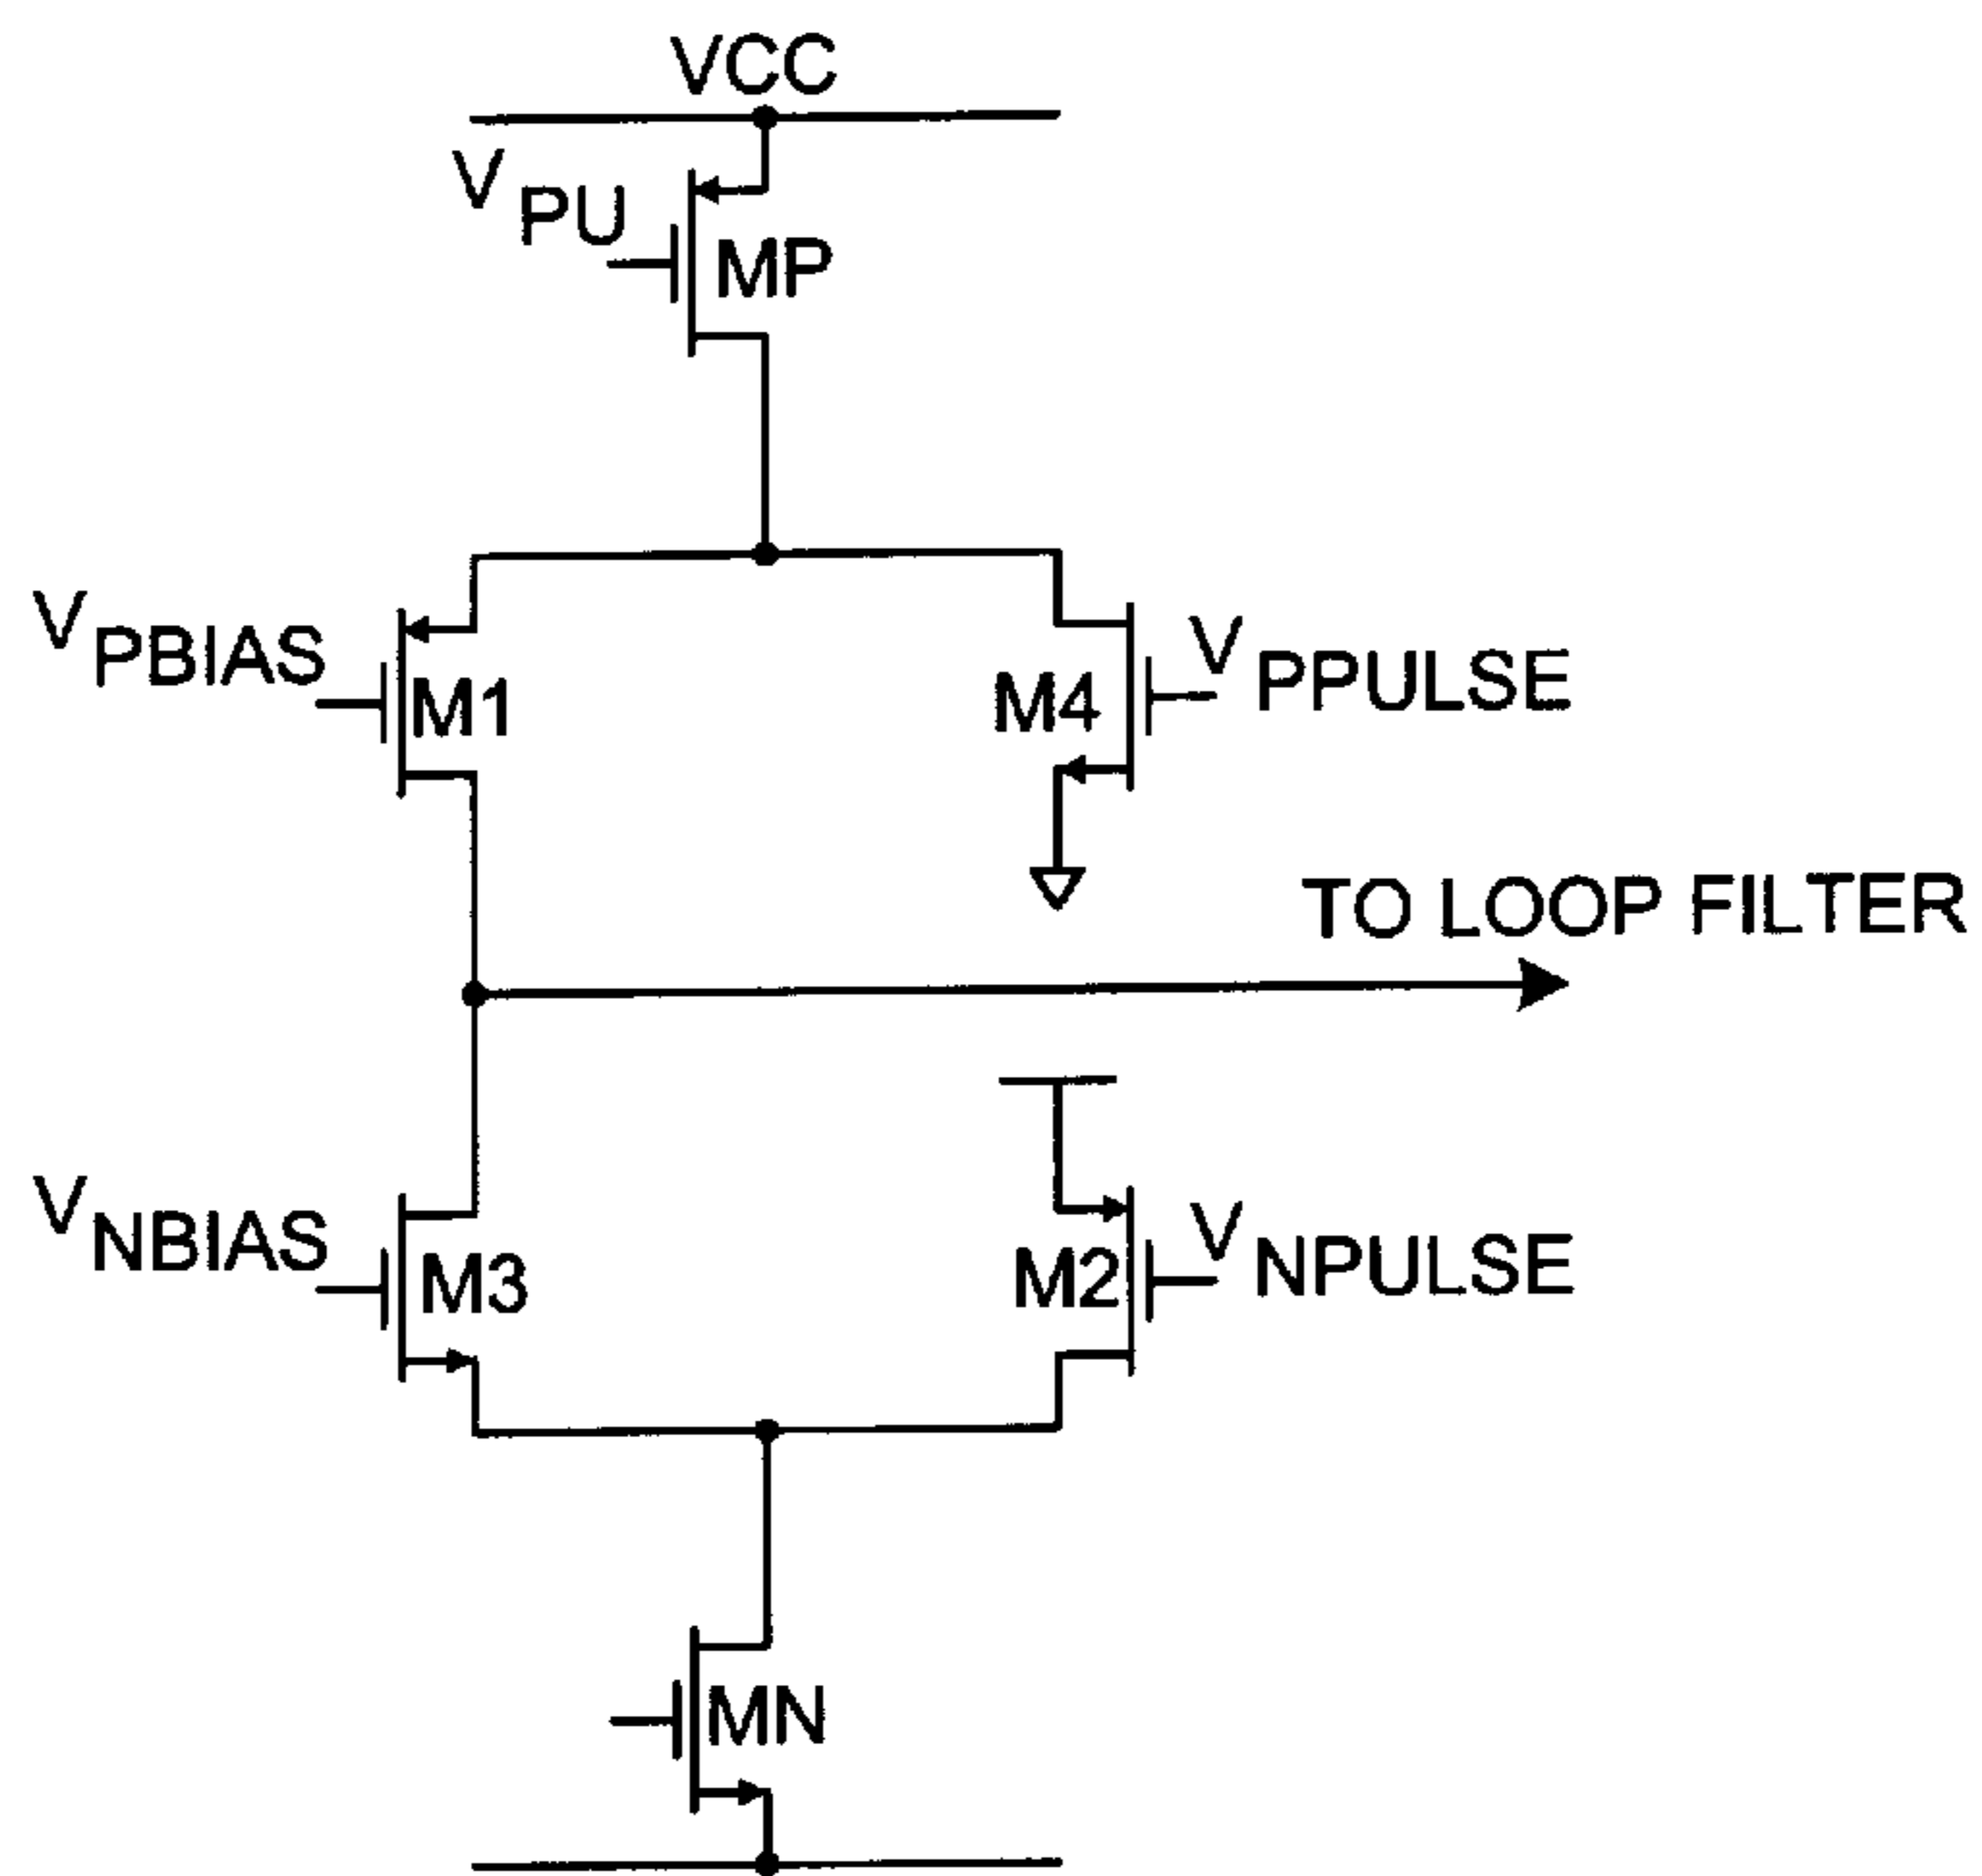 VCC
VPU
MP
VPBIAS
M1
M4
VPPULSE
TO LOOP FILTER
VNBIAS
M3
M2
VNPULSE
MN